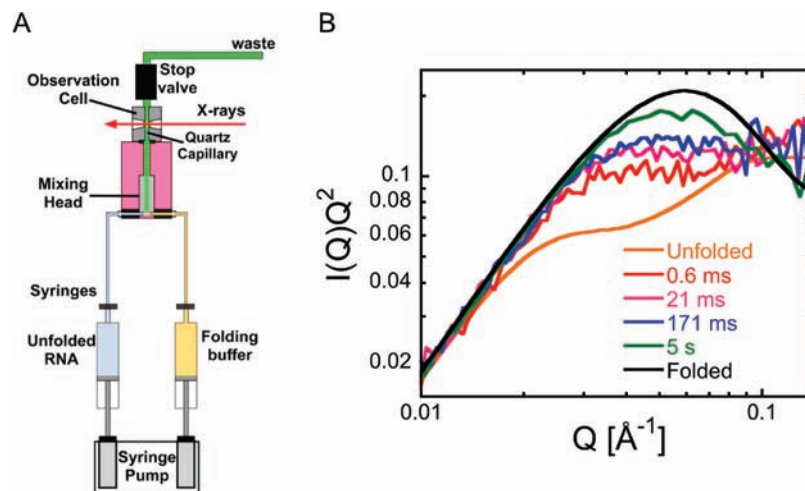 A
waste
Stop
valve
Observation
Cell
X-rays
Quartz
Capillary
Mixing
Head
Syringes
Unfolded
RNA
Folding
buffer
Syringe
Pump
B
I(Q)Q²
0.1
0.08
0.06
0.04
0.02
0.01
0.1
Q [Å⁻¹]
Unfolded
0.6 ms
21 ms
171 ms
5 s
Folded